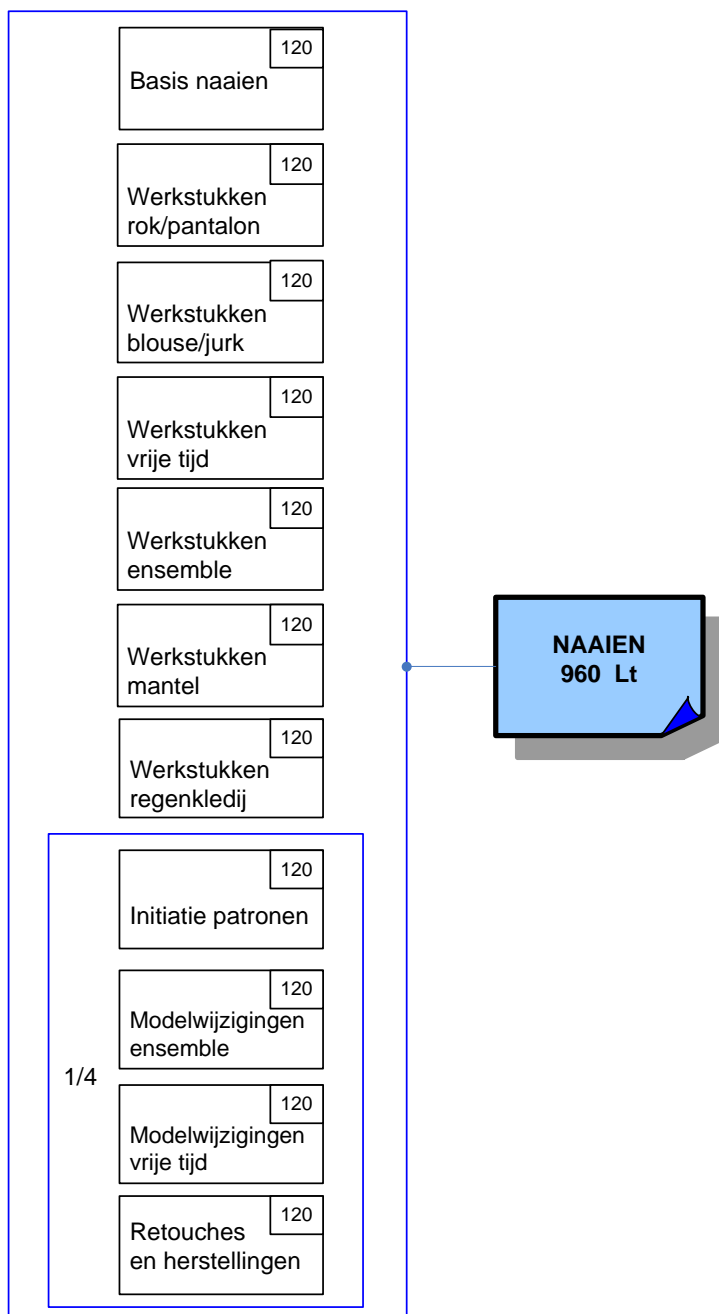 120
Basis naaien
120
Werkstukken
rok/pantalon
120
Werkstukken
blouse/jurk
120
Werkstukken
vrije tijd
120
Werkstukken
ensemble
120
Werkstukken
mantel
120
Werkstukken
regenkledij
NAAIEN
960 Lt
120
Initiatie patronen
120
Modelwijzigingen
ensemble
1/4
120
Modelwijzigingen
vrije tijd
120
Retouches
en herstellingen